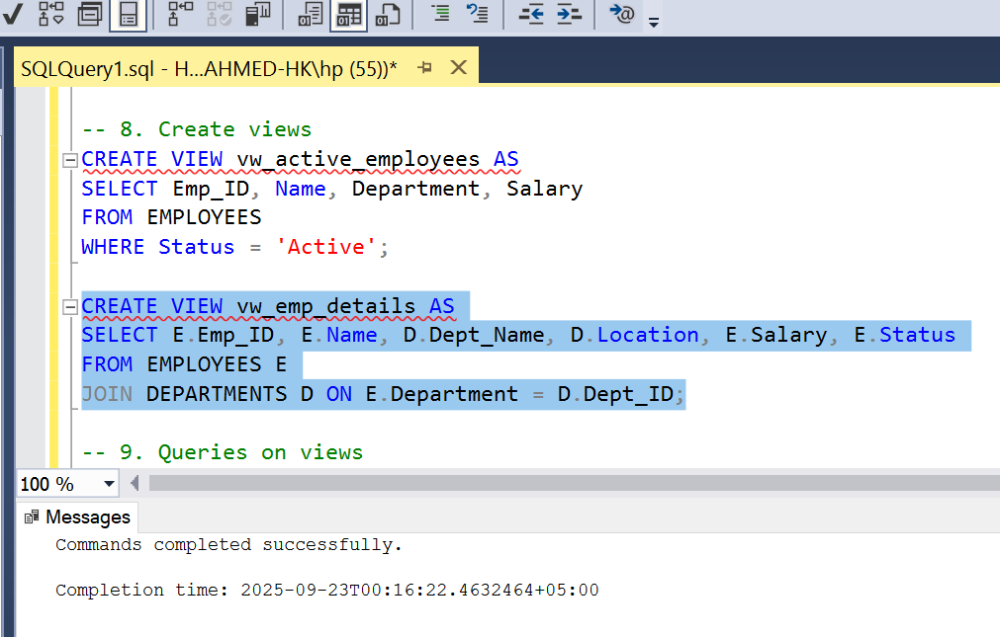 SQLQuery1.sql - H...AHMED-HK\hp (55))*
-- 8. Create views
CREATE VIEW vw_active_employees AS
SELECT Emp_ID, Name, Department, Salary
FROM EMPLOYEES
WHERE Status = 'Active';
CREATE VIEW vw_emp_details AS
SELECT E.Emp_ID, E.Name, D.Dept_Name, D.Location, E.Salary, E.Status
FROM EMPLOYEES E
JOIN DEPARTMENTS D ON E.Department = D.Dept_ID;
-- 9. Queries on views
100 %
Messages
Commands completed successfully.
Completion time: 2025-09-23T00:16:22.4632464+05:00